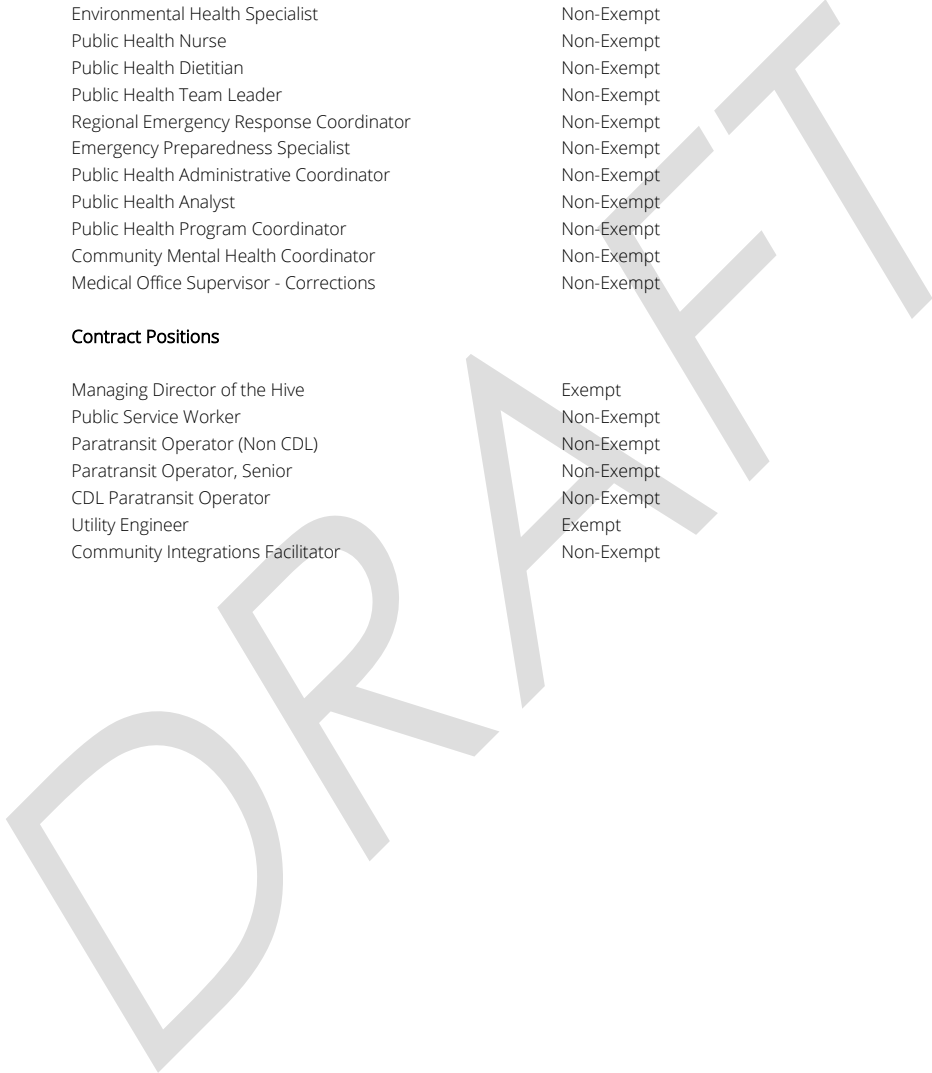 Environmental Health Specialist Non-Exempt
Public Health Nurse Non-Exempt
Public Health Dietitian Non-Exempt
Public Health Team Leader Non-Exempt
Regional Emergency Response Coordinator Non-Exempt
Emergency Preparedness Specialist Non-Exempt
Public Health Administrative Coordinator Non-Exempt
Public Health Analyst Non-Exempt
Public Health Program Coordinator Non-Exempt
Community Mental Health Coordinator Non-Exempt
Medical Office Supervisor - Corrections Non-Exempt
Contract Positions
Managing Director of the Hive Exempt
Public Service Worker Non-Exempt
Paratransit Operator (Non CDL) Non-Exempt
Paratransit Operator, Senior Non-Exempt
CDL Paratransit Operator Non-Exempt
Utility Engineer Exempt
Community Integrations Facilitator Non-Exempt
DRAFT